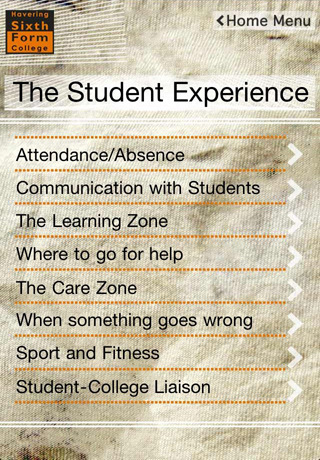 Havering
Sixth
Form
College
Home Menu
The Student Experience
Attendance/Absence
Communication with Students
The Learning Zone
Where to go for help
The Care Zone
When something goes wrong
Sport and Fitness
Student-College Liaison